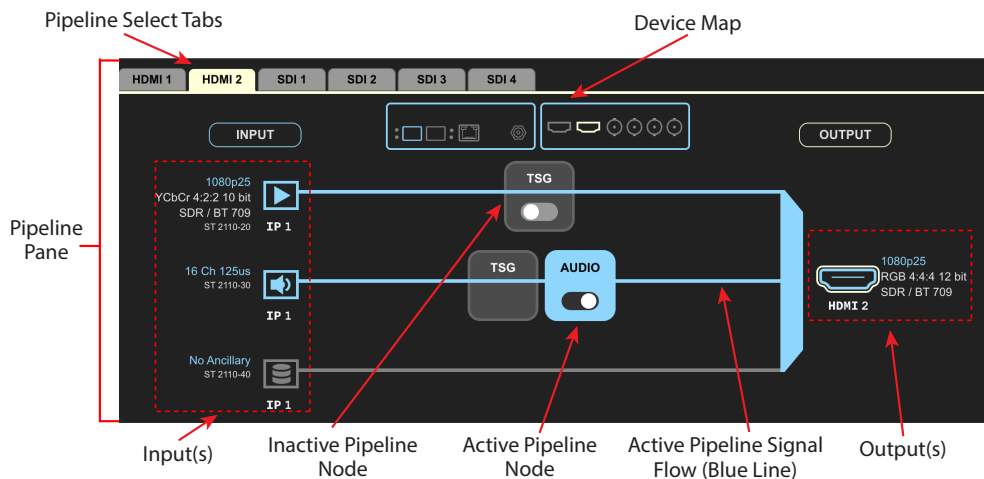 Pipeline Select Tabs
Device Map
HDMI 1
HDMI 2
SDI 1
SDI 2
SDI 3
SDI 4
INPUT
OUTPUT
1080p25
YCbCr 4:2:2 10 bit
SDR / BT 709
ST 2110-20
IP 1
TSG
Pipeline
Pane
16 Ch 125us
ST 2110-30
IP 1
TSG
AUDIO
1080p25
RGB 4:4:4 12 bit
SDR / BT 709
HDMI 2
No Ancillary
ST 2110-40
IP 1
Input(s)
Inactive Pipeline
Node
Active Pipeline
Node
Active Pipeline Signal
Flow (Blue Line)
Output(s)